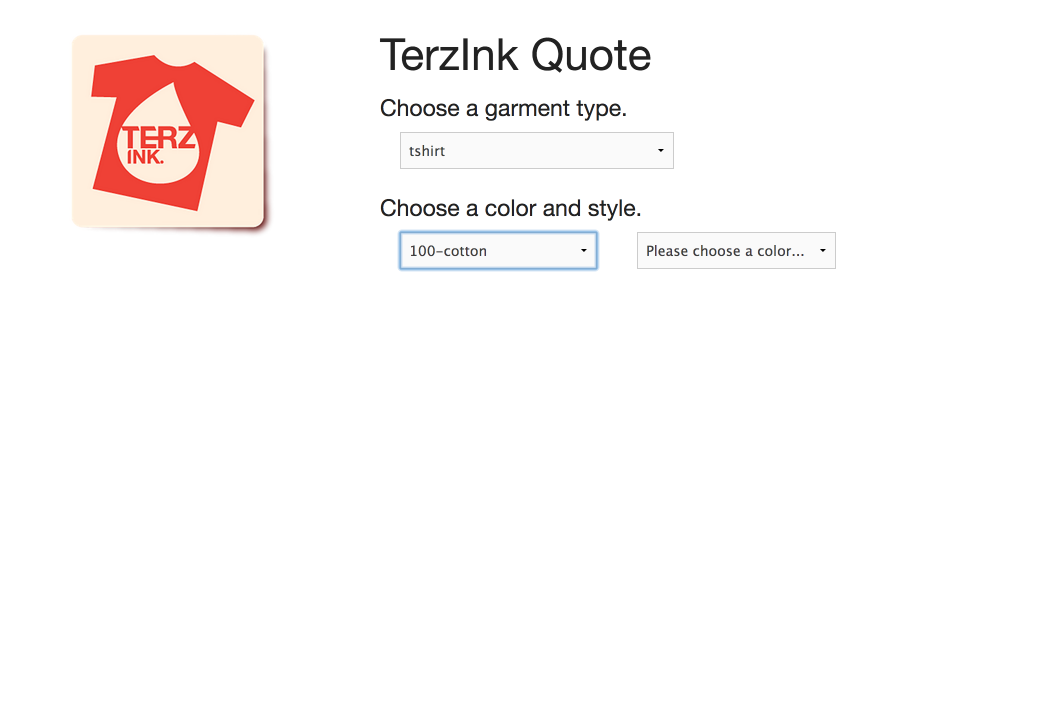 TERZ
INK.
TerzInk Quote
Choose a garment type.
tshirt
Choose a color and style.
100-cotton
Please choose a color...